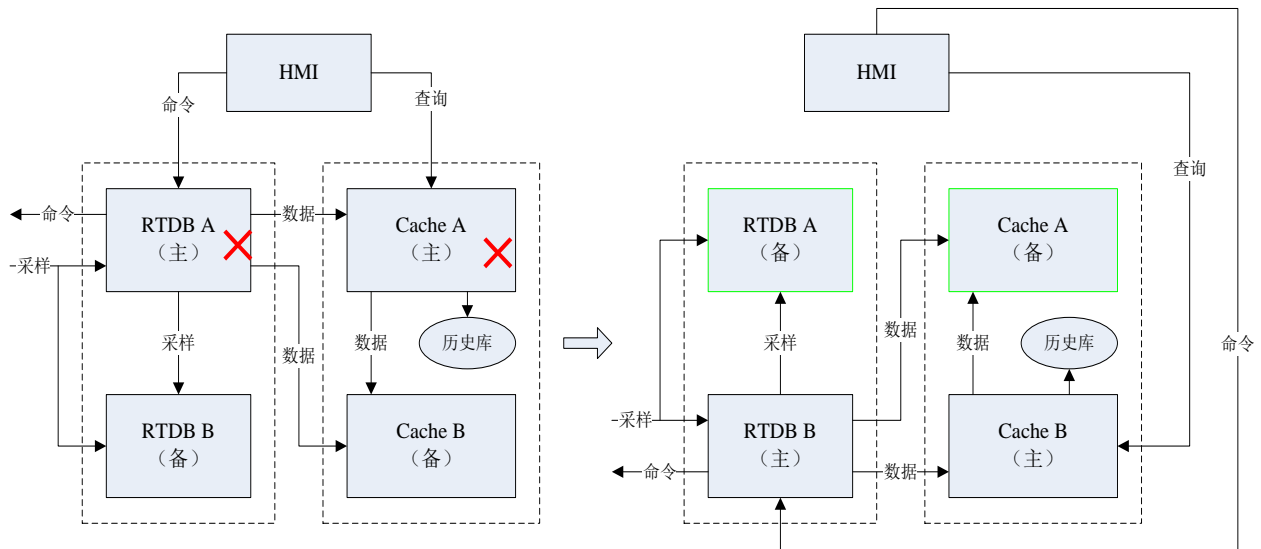 HMI
命令
查询
RTDB A
（主）
Cache A
（主）
命令
数据
采样
采样
数据
数据
历史库
RTDB B
（备）
Cache B
（备）
HMI
查询
RTDB A
（备）
Cache A
（备）
数据
采样
数据
历史库
命令
采样
RTDB B
（主）
Cache B
（主）
命令
数据